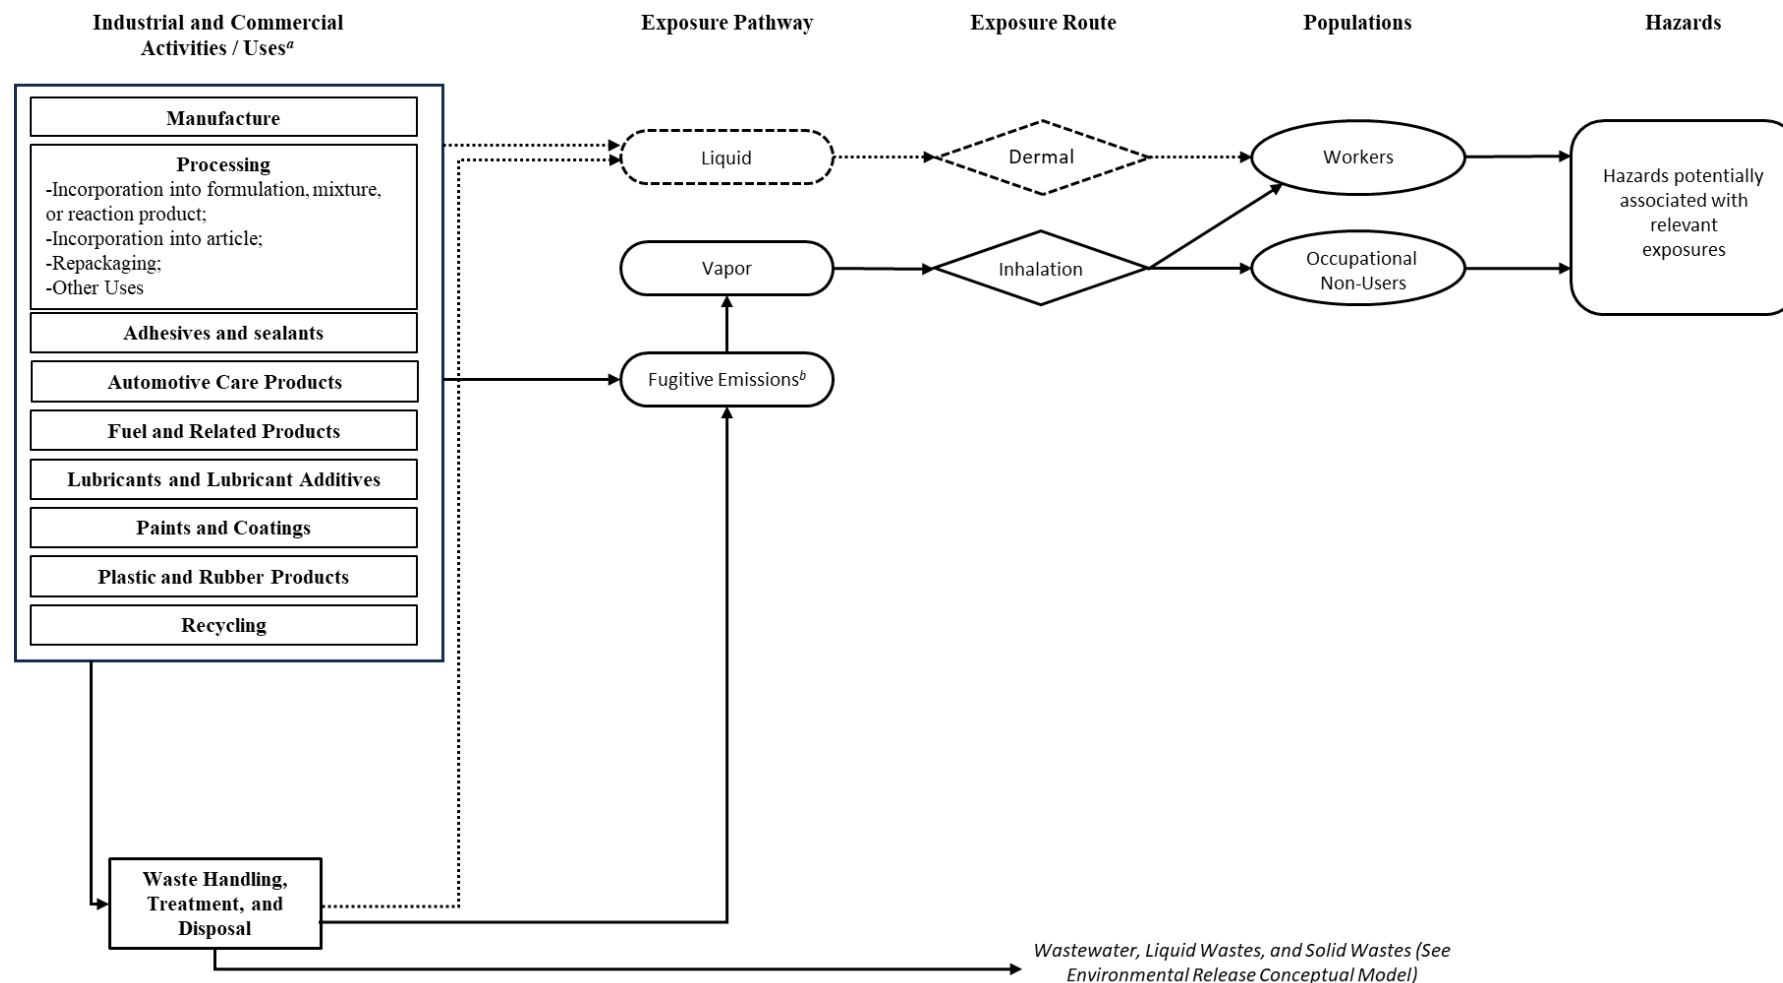 Industrial and Commercial
Activities / Usesᵃ
Exposure Pathway
Exposure Route
Populations
Hazards
Manufacture
Processing
-Incorporation into formulation, mixture,
or reaction product;
-Incorporation into article;
-Repackaging;
-Other Uses
Adhesives and sealants
Automotive Care Products
Fuel and Related Products
Lubricants and Lubricant Additives
Paints and Coatings
Plastic and Rubber Products
Recycling
Waste Handling,
Treatment, and
Disposal
Liquid
Vapor
Fugitive Emissionsᵇ
Dermal
Inhalation
Workers
Occupational
Non-Users
Hazards potentially
associated with
relevant
exposures
Wastewater, Liquid Wastes, and Solid Wastes (See
Environmental Release Conceptual Model)